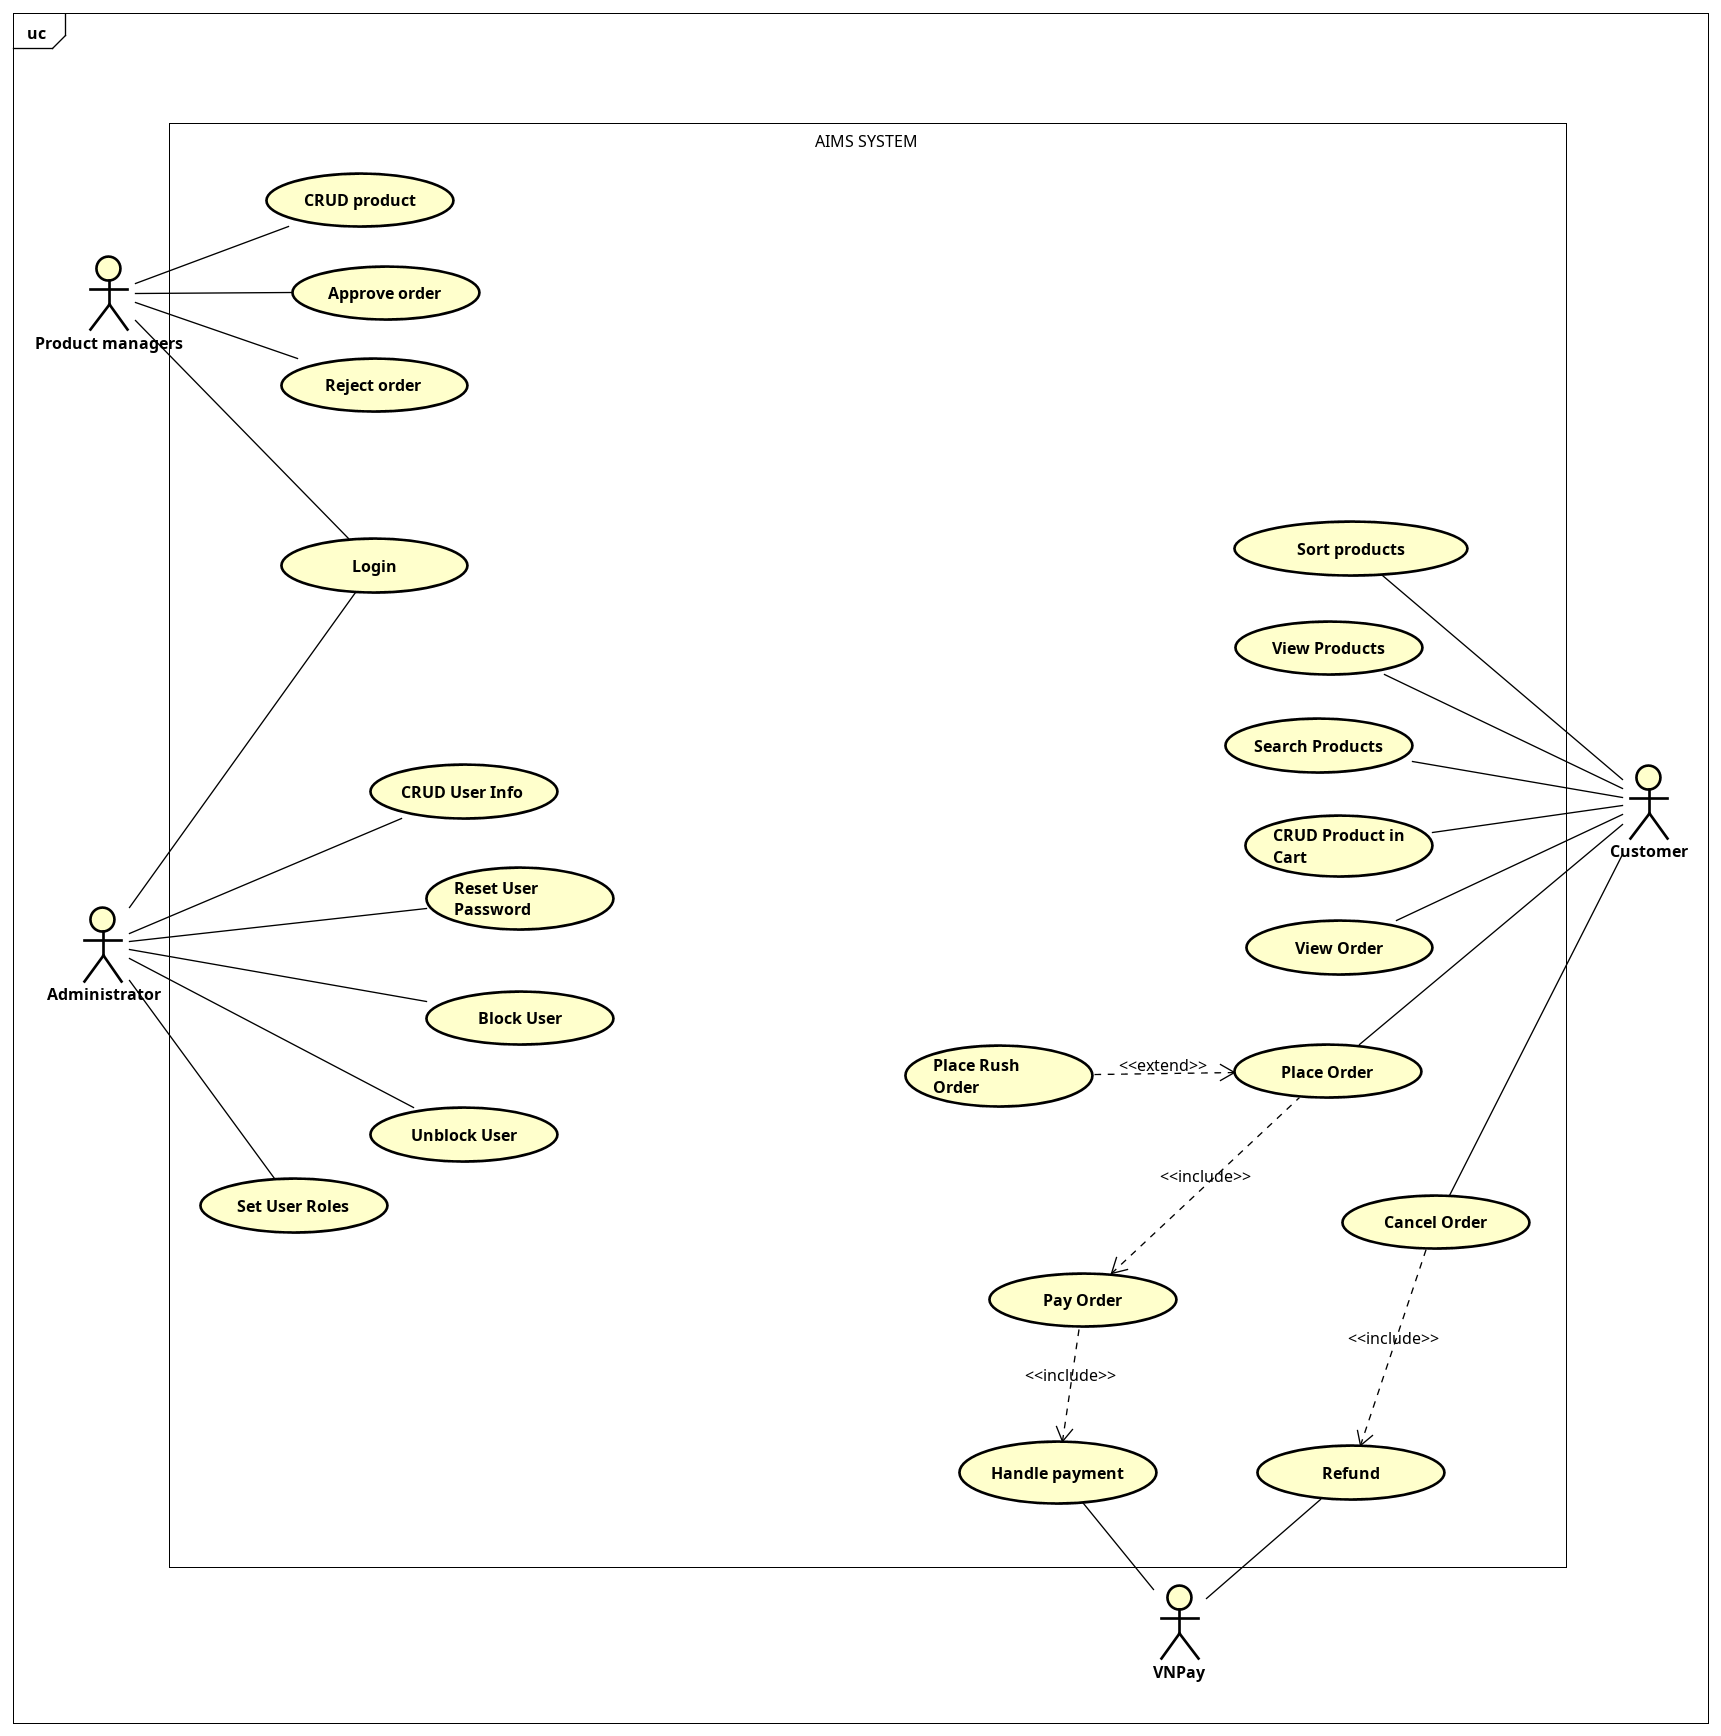 uc
AIMS SYSTEM
CRUD product
Approve order
Product managers
Reject order
Login
Sort products
View Products
Search Products
CRUD User Info
CRUD Product in
Cart
Customer
Reset User
Password
View Order
Administrator
Block User
Place Rush
Order
<<extend>>
Place Order
Unblock User
<<include>>
Set User Roles
Cancel Order
Pay Order
<<include>>
<<include>>
Handle payment
Refund
VNPay